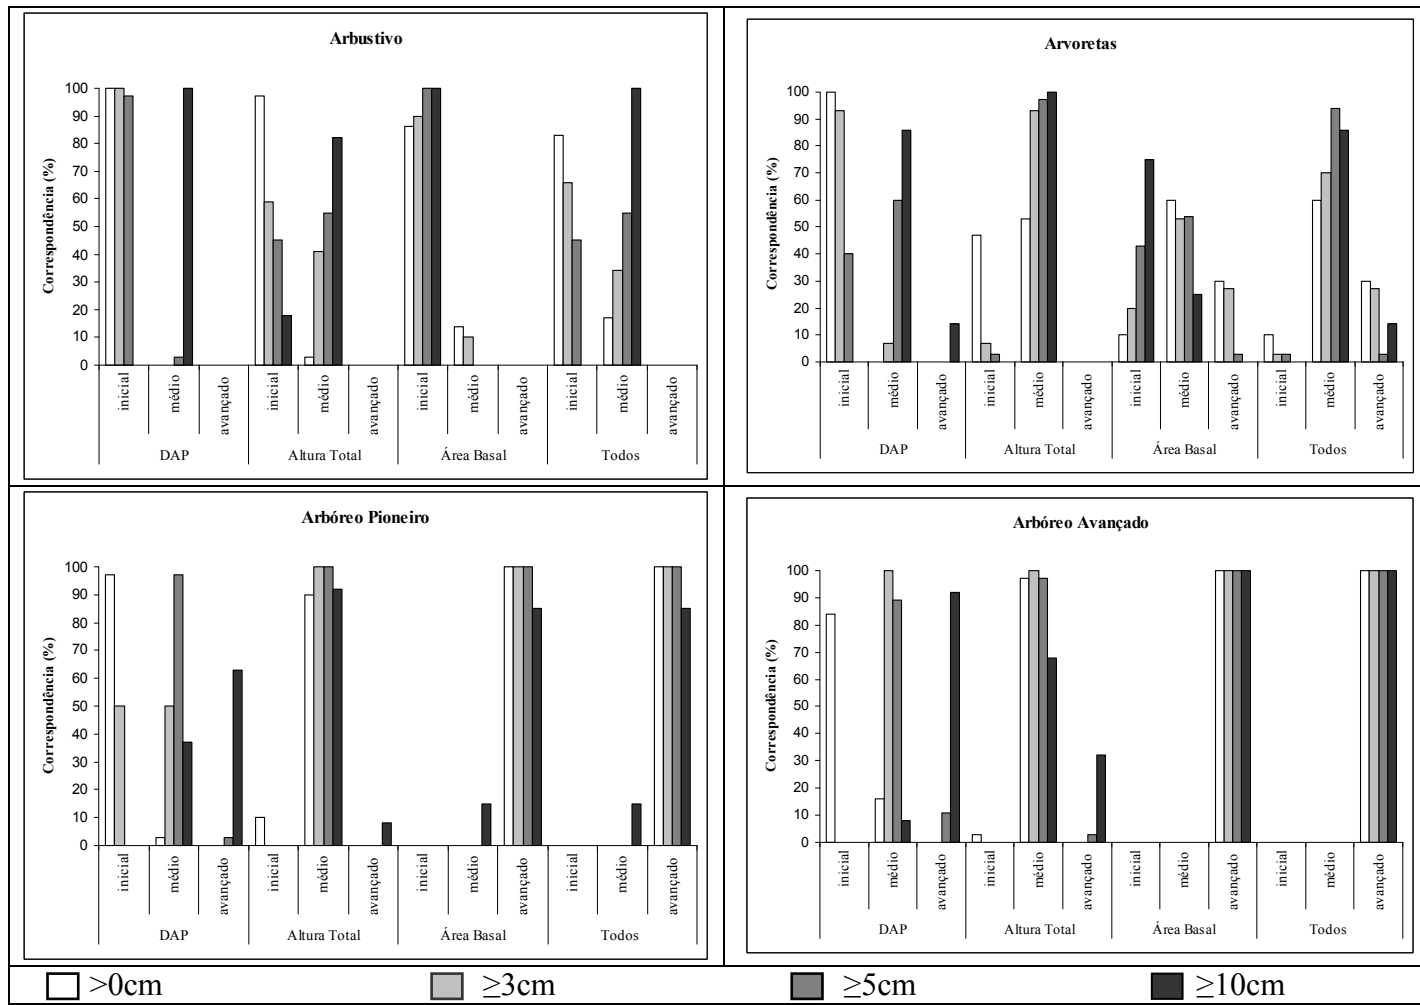 Arbustivo
Correspondência (%)
100
90
80
70
60
50
40
30
20
10
0
inicial médio avançado inicial médio avançado inicial médio avançado inicial médio avançado
DAP Altura Total Área Basal Todos
Arvoretas
Correspondência (%)
100
90
80
70
60
50
40
30
20
10
0
inicial médio avançado inicial médio avançado inicial médio avançado inicial médio avançado
DAP Altura Total Área Basal Todos
Arbóreo Pioneiro
Correspondência (%)
100
90
80
70
60
50
40
30
20
10
0
inicial médio avançado inicial médio avançado inicial médio avançado inicial médio avançado
DAP Altura Total Área Basal Todos
Arbóreo Avançado
Correspondência (%)
100
90
80
70
60
50
40
30
20
10
0
inicial médio avançado inicial médio avançado inicial médio avançado inicial médio avançado
DAP Altura Total Área Basal Todos
>0cm ≥3cm ≥5cm ≥10cm